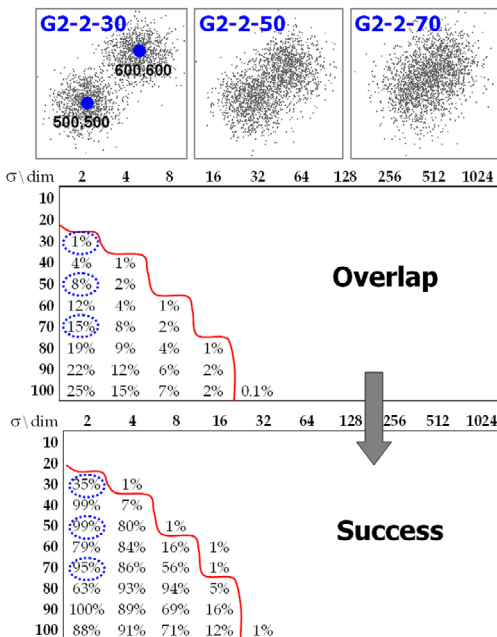 G2-2-30 G2-2-50 G2-2-70
600,600
500,500
σ\dim 2 4 8 16 32 64 128 256 512 1024
10
20
30 1%
40 4% 1%
50 8% 2%
60 12% 4% 1%
70 15% 8% 2%
80 19% 9% 4% 1%
90 22% 12% 6% 2%
100 25% 15% 7% 2% 0.1%
Overlap
σ\dim 2 4 8 16 32 64 128 256 512 1024
10
20
30 35% 1%
40 99% 7%
50 99% 80% 1%
60 79% 84% 16% 1%
70 95% 86% 56% 1%
80 63% 93% 94% 5%
90 100% 89% 69% 16%
100 88% 91% 71% 12% 1%
Success